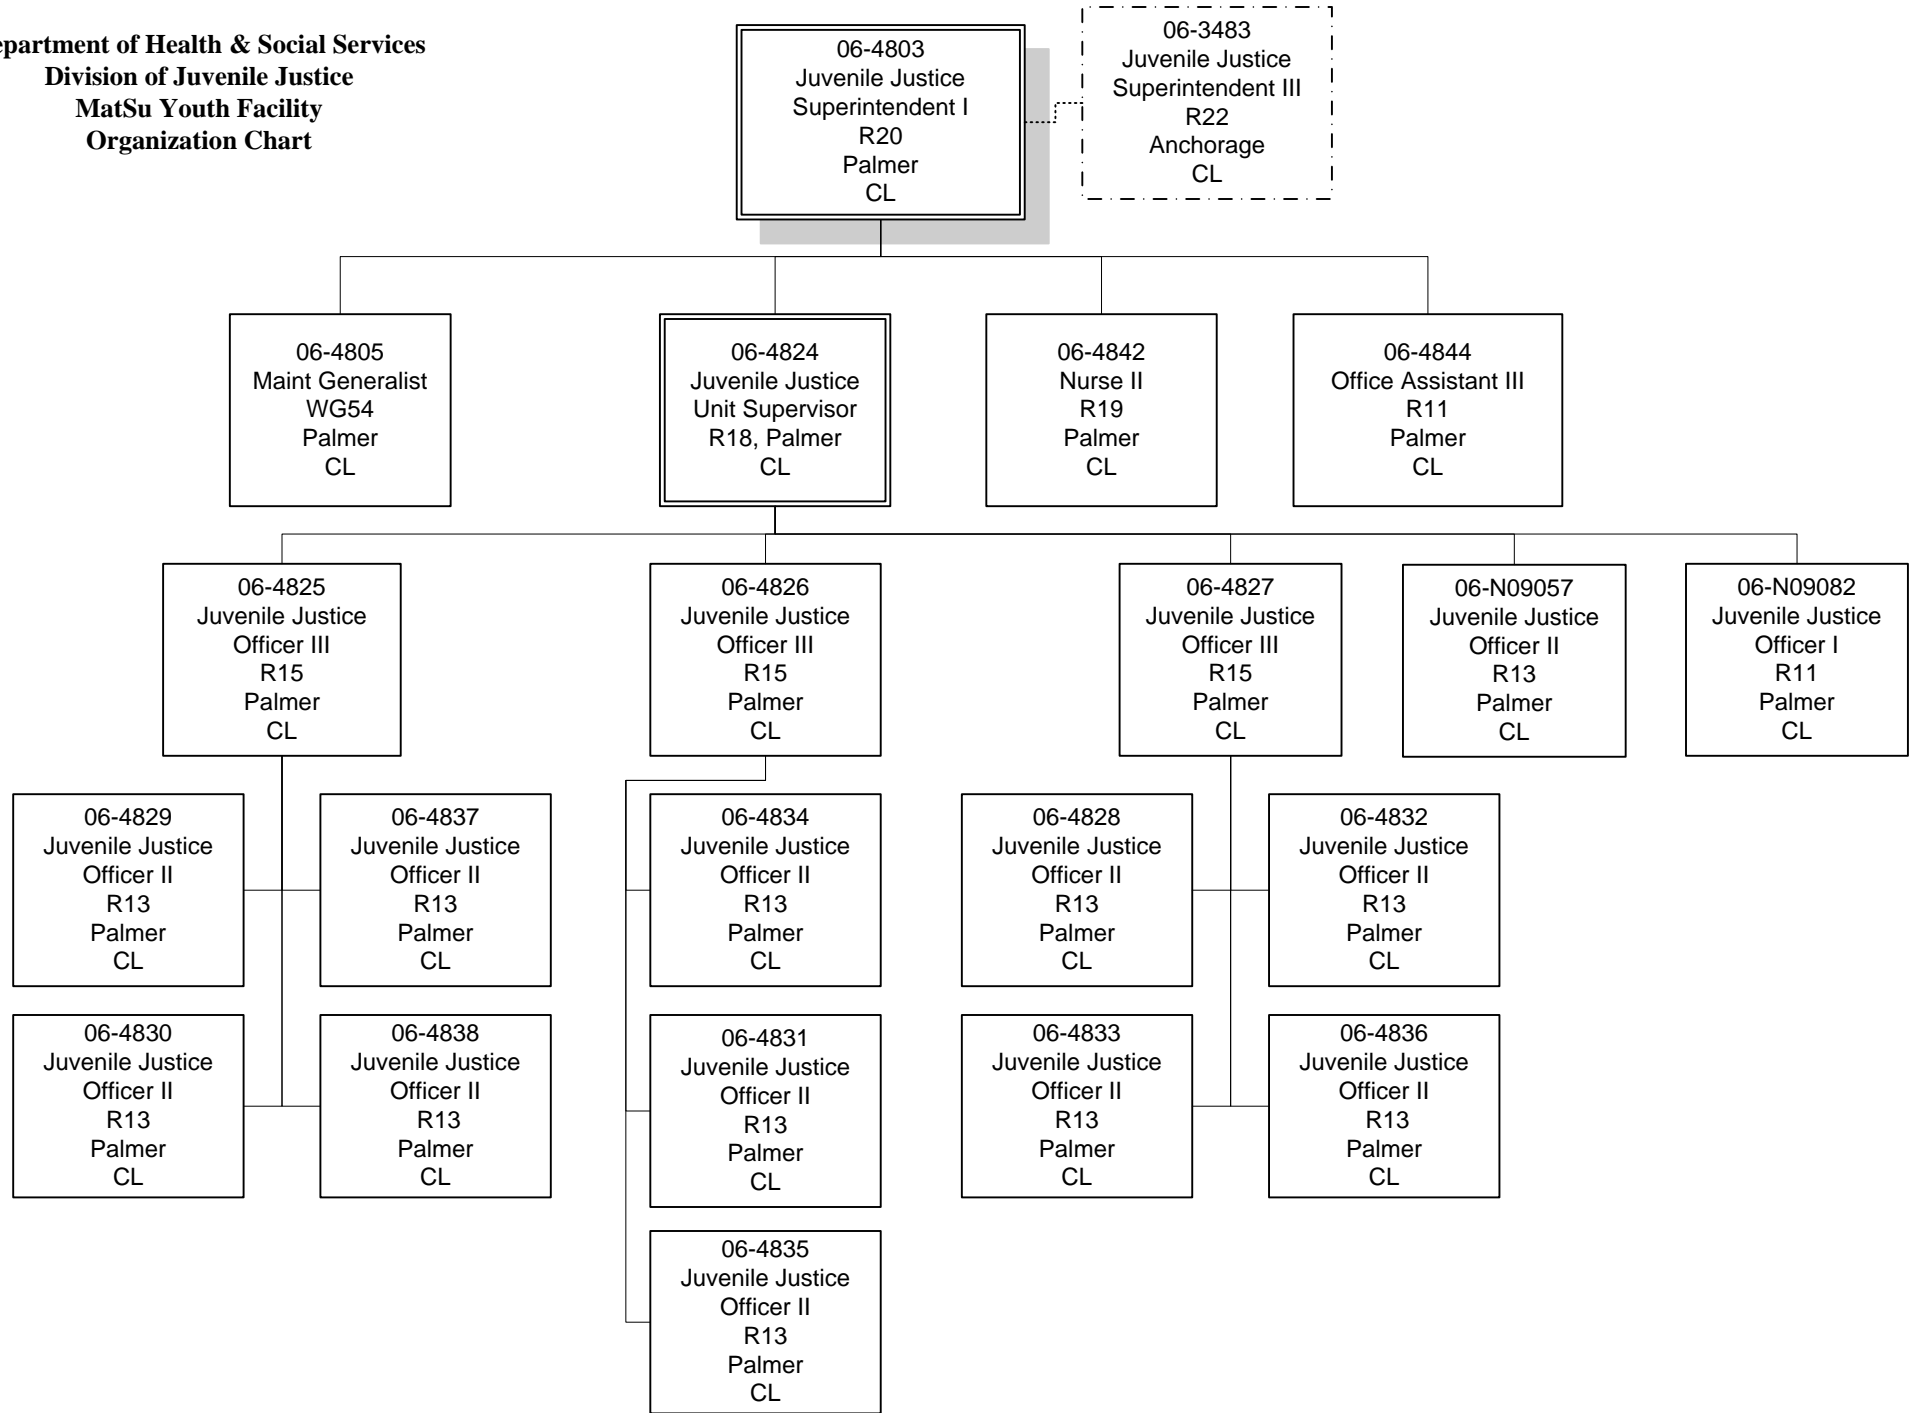 epartment of Health & Social Services
Division of Juvenile Justice
MatSu Youth Facility
Organization Chart
06-4803
Juvenile Justice
Superintendent I
R20
Palmer
CL
06-3483
Juvenile Justice
Superintendent III
R22
Anchorage
CL
06-4805
Maint Generalist
WG54
Palmer
CL
06-4824
Juvenile Justice
Unit Supervisor
R18, Palmer
CL
06-4842
Nurse II
R19
Palmer
CL
06-4844
Office Assistant III
R11
Palmer
CL
06-4825
Juvenile Justice
Officer III
R15
Palmer
CL
06-4826
Juvenile Justice
Officer III
R15
Palmer
CL
06-4827
Juvenile Justice
Officer III
R15
Palmer
CL
06-N09057
Juvenile Justice
Officer II
R13
Palmer
CL
06-N09082
Juvenile Justice
Officer I
R11
Palmer
CL
06-4829
Juvenile Justice
Officer II
R13
Palmer
CL
06-4837
Juvenile Justice
Officer II
R13
Palmer
CL
06-4834
Juvenile Justice
Officer II
R13
Palmer
CL
06-4828
Juvenile Justice
Officer II
R13
Palmer
CL
06-4832
Juvenile Justice
Officer II
R13
Palmer
CL
06-4830
Juvenile Justice
Officer II
R13
Palmer
CL
06-4838
Juvenile Justice
Officer II
R13
Palmer
CL
06-4831
Juvenile Justice
Officer II
R13
Palmer
CL
06-4833
Juvenile Justice
Officer II
R13
Palmer
CL
06-4836
Juvenile Justice
Officer II
R13
Palmer
CL
06-4835
Juvenile Justice
Officer II
R13
Palmer
CL